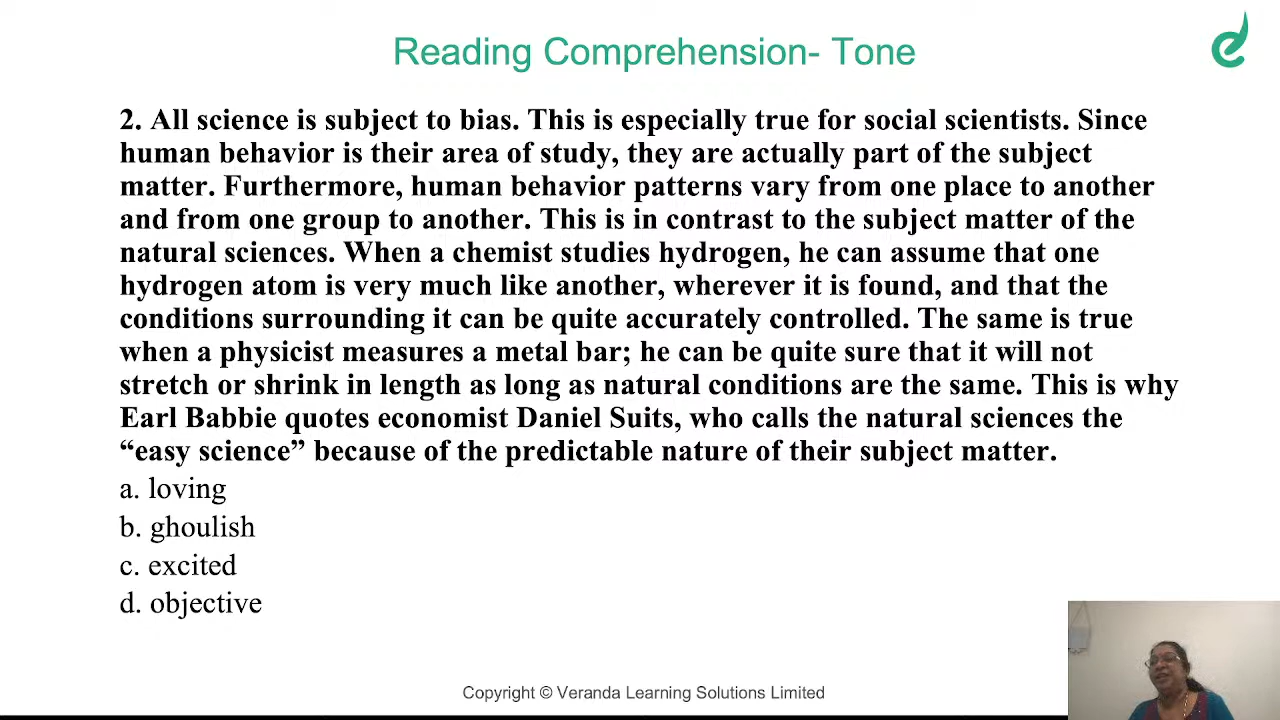 Reading Comprehension- Tone
2. All science is subject to bias. This is especially true for social scientists. Since
human behavior is their area of study, they are actually part of the subject
matter. Furthermore, human behavior patterns vary from one place to another
and from one group to another. This is in contrast to the subject matter of the
natural sciences. When a chemist studies hydrogen, he can assume that one
hydrogen atom is very much like another, wherever it is found, and that the
conditions surrounding it can be quite accurately controlled. The same is true
when a physicist measures a metal bar; he can be quite sure that it will not
stretch or shrink in length as long as natural conditions are the same. This is why
Earl Babbie quotes economist Daniel Suits, who calls the natural sciences the
“easy science” because of the predictable nature of their subject matter.
a. loving
b. ghoulish
c. excited
d. objective
Copyright © Veranda Learning Solutions Limited